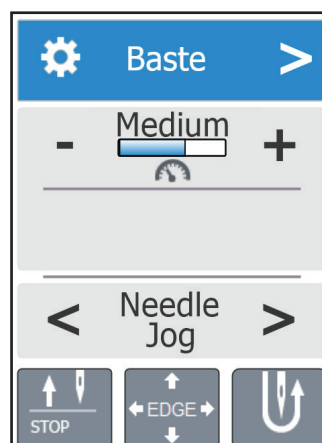 Baste >
Medium
- +
Needle
< >
Jog
STOP
EDGE